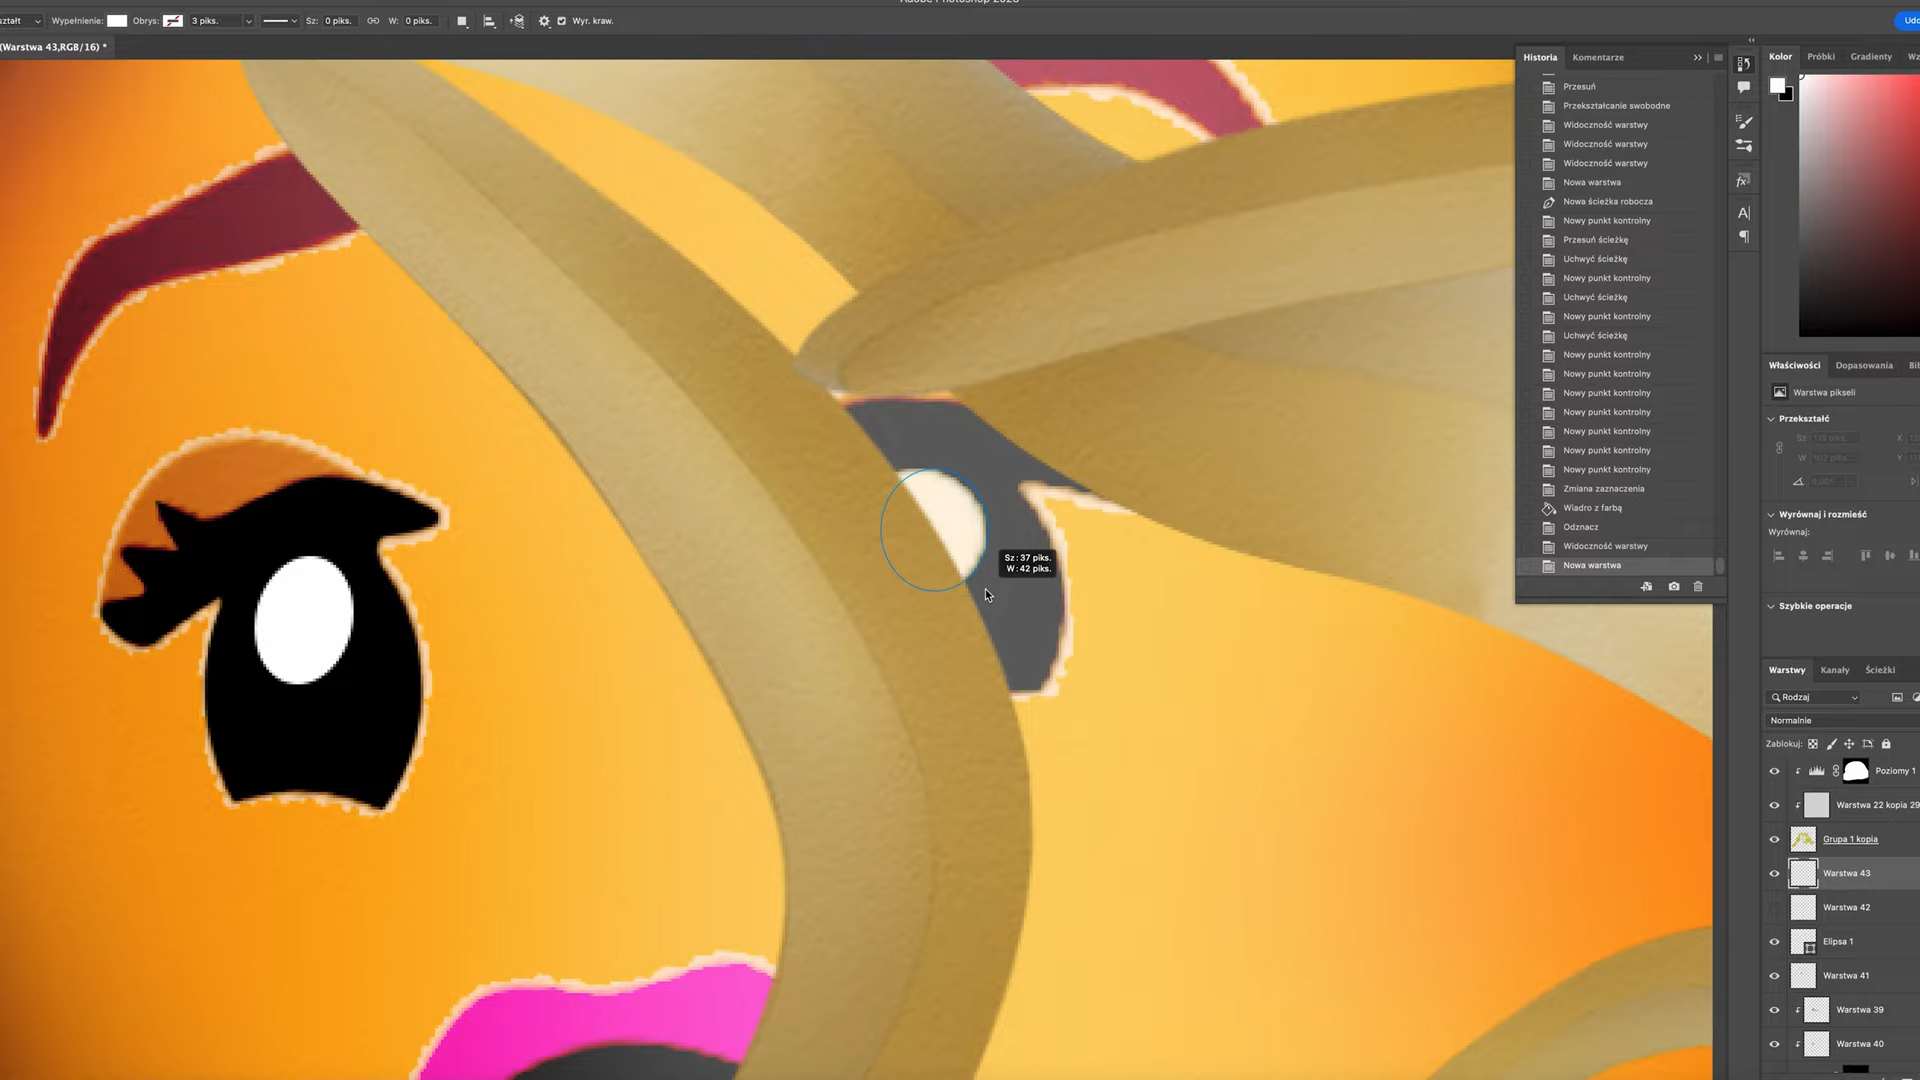 Wypełnienie:
Obrys:
3 piks.
Sz: 0 piks.
W: 0 piks.
Wyr. kraw.
(Warstwa 43,RGB/16) *
Historia
Komentarze
Przesuń
Przekształcanie swobodne
Widoczność warstwy
Widoczność warstwy
Widoczność warstwy
Nowa warstwa
Nowa ścieżka robocza
Nowy punkt kontrolny
Przesuń ścieżkę
Uchwyć ścieżkę
Nowy punkt kontrolny
Uchwyć ścieżkę
Nowy punkt kontrolny
Uchwyć ścieżkę
Nowy punkt kontrolny
Nowy punkt kontrolny
Nowy punkt kontrolny
Nowy punkt kontrolny
Nowy punkt kontrolny
Nowy punkt kontrolny
Nowy punkt kontrolny
Zmiana zaznaczenia
Wiadro z farbą
Odznacz
Widoczność warstwy
Nowa warstwa
Sz: 37 piks.
W: 42 piks.
Kolor
Próbki
Gradienty
Właściwości
Dopasowania
Warstwa pikseli
Przekształć
Sz
X
W
Wyrównaj i rozmieść
Wyrównaj:
Szybkie operacje
Warstwy
Kanały
Ścieżki
Rodzaj
Normalnie
Zablokuj:
Poziomy 1
Warstwa 22 kopia 29
Grupa 1 kopia
Warstwa 43
Warstwa 42
Elipsa 1
Warstwa 41
Warstwa 39
Warstwa 40